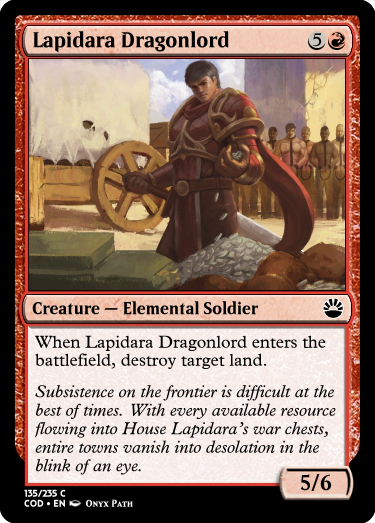 Lapidara Dragonlord 5
Creature — Elemental Soldier
When Lapidara Dragonlord enters the
battlefield, destroy target land.
Subsistence on the frontier is difficult at the
best of times. With every available resource
flowing into House Lapidara's war chests,
entire towns vanish into desolation in the
blink of an eye.
5/6
135/235 C
COD • EN Onyx Path